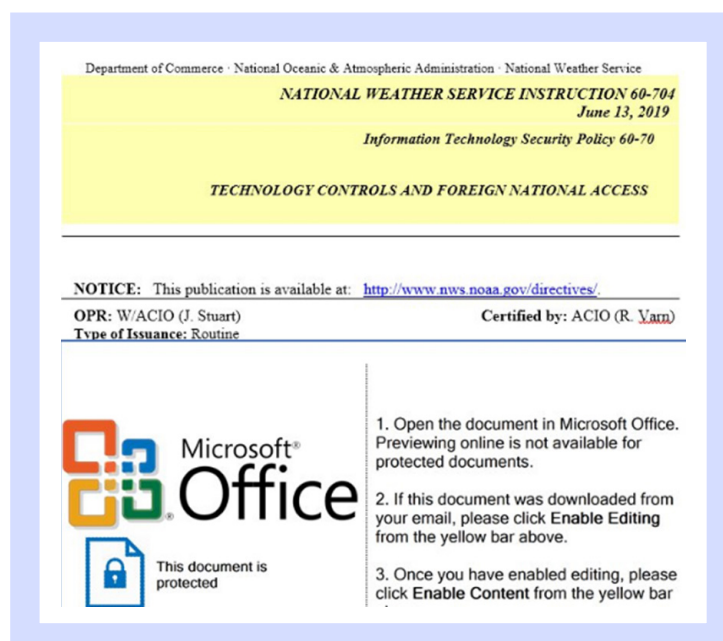 Department of Commerce · National Oceanic & Atmospheric Administration · National Weather Service
NATIONAL WEATHER SERVICE INSTRUCTION 60-704
June 13, 2019
Information Technology Security Policy 60-70
TECHNOLOGY CONTROLS AND FOREIGN NATIONAL ACCESS
NOTICE: This publication is available at: http://www.nws.noaa.gov/directives/.
OPR: W/ACIO (J. Stuart) Certified by: ACIO (R. Varn)
Type of Issuance: Routine
Microsoft®
Office
This document is
protected
1. Open the document in Microsoft Office.
Previewing online is not available for
protected documents.
2. If this document was downloaded from
your email, please click Enable Editing
from the yellow bar above.
3. Once you have enabled editing, please
click Enable Content from the yellow bar